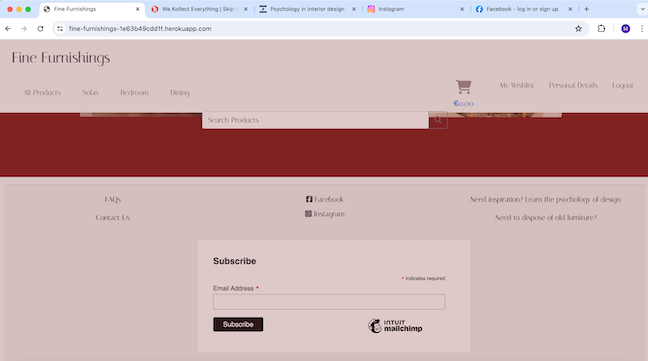 Fine Furnishings
We Kollect Everything | Skip
Psychology in interior design
Instagram
Facebook - log in or sign up
fine-furnishings-1e63b49cdd1f.herokuapp.com
M
Fine Furnishings
All Products
Sofas
Bedroom
Dining
€0.00
My Wishlist
Personal Details
Logout
Search Products
FAQs
Contact Us
Facebook
Instagram
Need inspiration? Learn the psychology of design.
Need to dispose of old furniture?
Subscribe
* indicates required
Email Address *
Subscribe
INTUIT
mailchimp